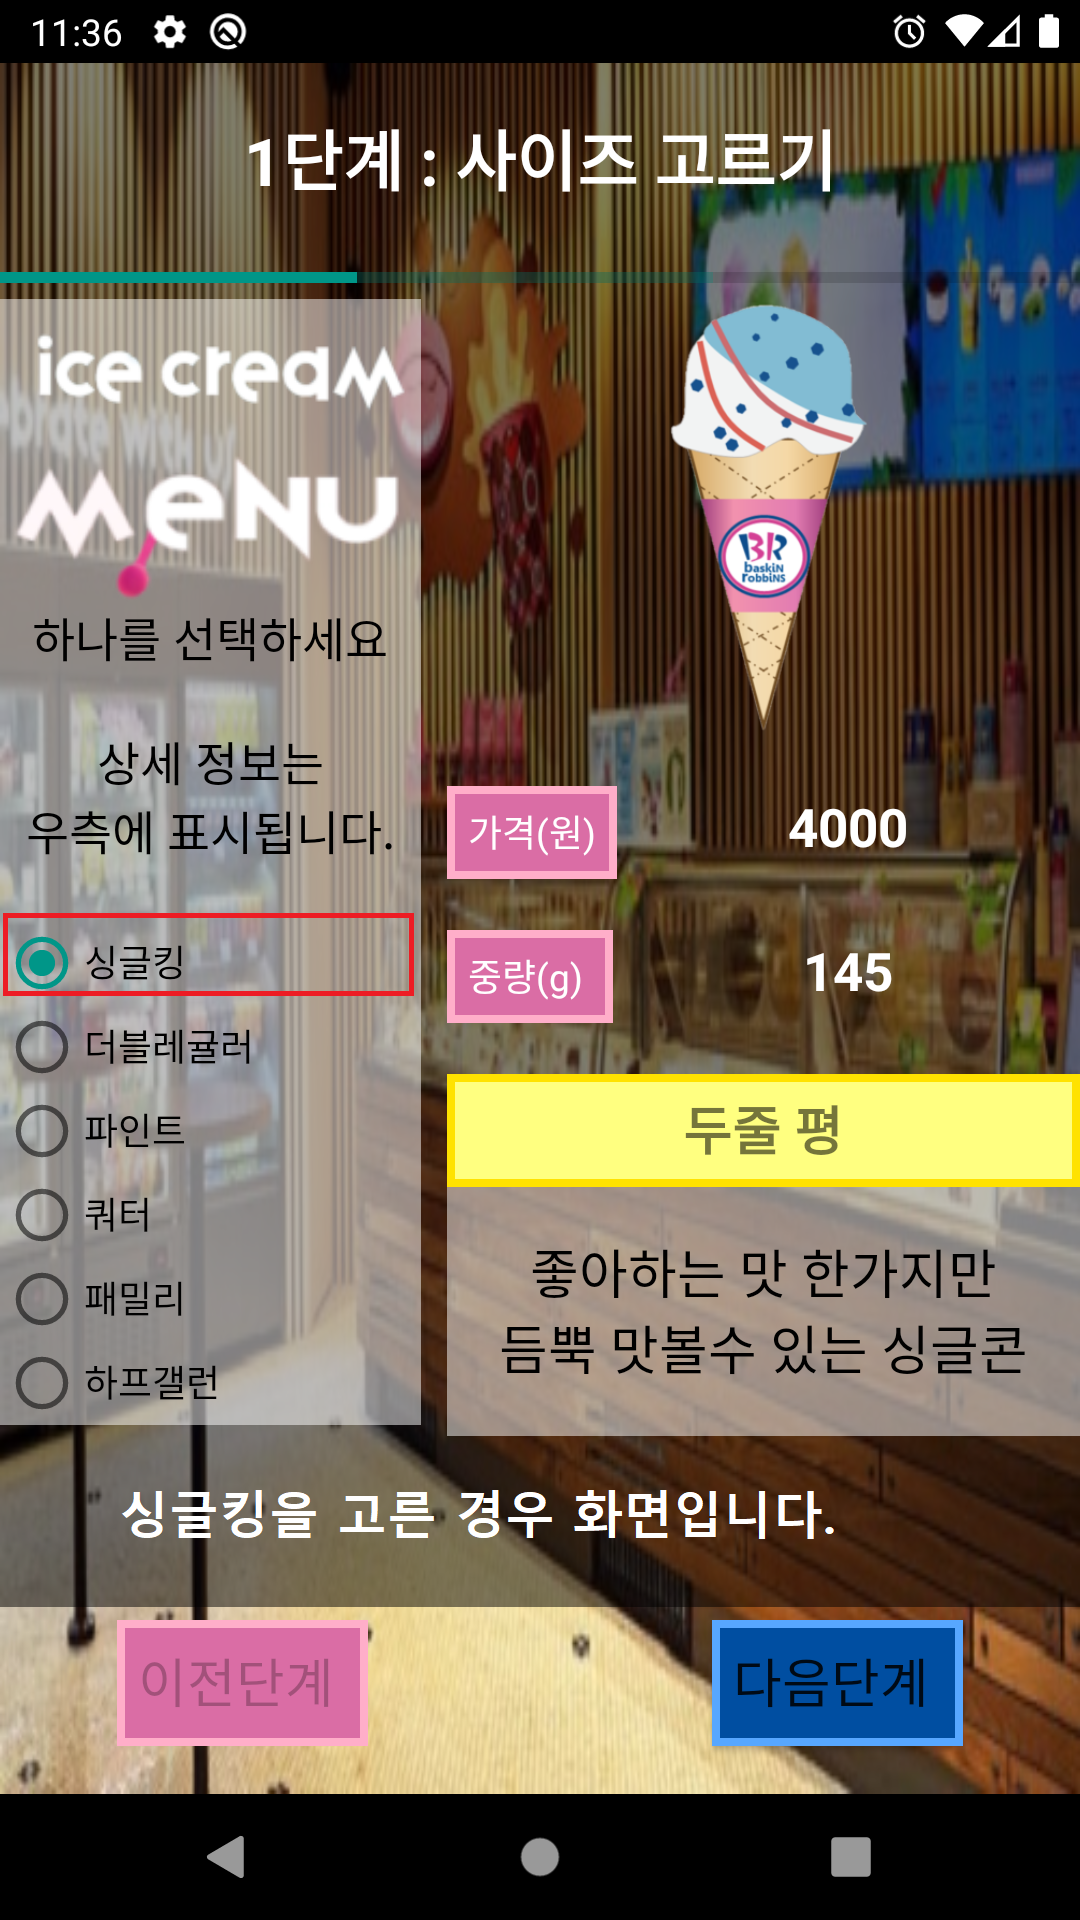 11:36
1단계 : 사이즈 고르기
ice cream
MeNU
하나를 선택하세요
상세 정보는
우측에 표시됩니다.
싱글킹
더블레귤러
파인트
쿼터
패밀리
하프갤런
BR
baskin
robbins
가격(원)
4000
중량(g)
145
두줄 평
좋아하는 맛 한가지만
듬뿍 맛볼수 있는 싱글콘
싱글킹을 고른 경우 화면입니다.
이전단계
다음단계